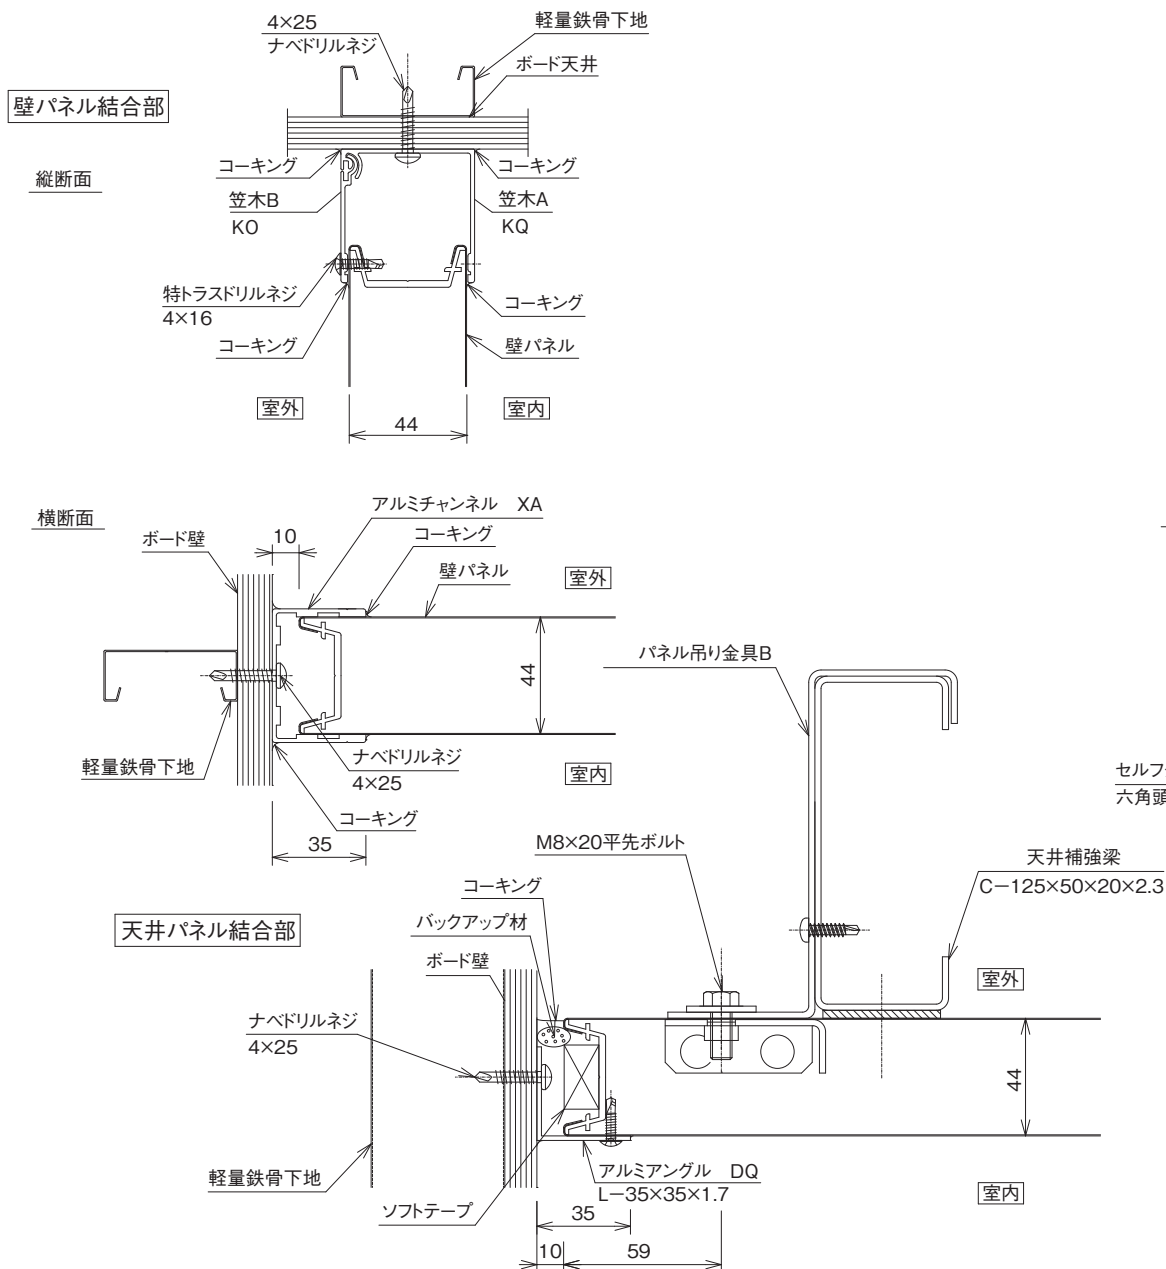 4×25
ナベドリルネジ
軽量鉄骨下地
ボード天井
壁パネル結合部
縦断面
コーキング
コーキング
笠木B
KO
笠木A
KQ
特トラスドリルネジ
4×16
コーキング
コーキング
壁パネル
室外
44
室内
横断面
アルミチャンネル XA
ボード壁
10
コーキング
壁パネル
室外
44
軽量鉄骨下地
ナベドリルネジ
4×25
室内
コーキング
35
パネル吊り金具B
セルフ
六角頭
M8×20平先ボルト
天井補強梁
C−125×50×20×2.3
天井パネル結合部
コーキング
バックアップ材
ボード壁
室外
ナベドリルネジ
4×25
44
軽量鉄骨下地
アルミアングル DQ
L−35×35×1.7
室内
ソフトテープ
35
10
59